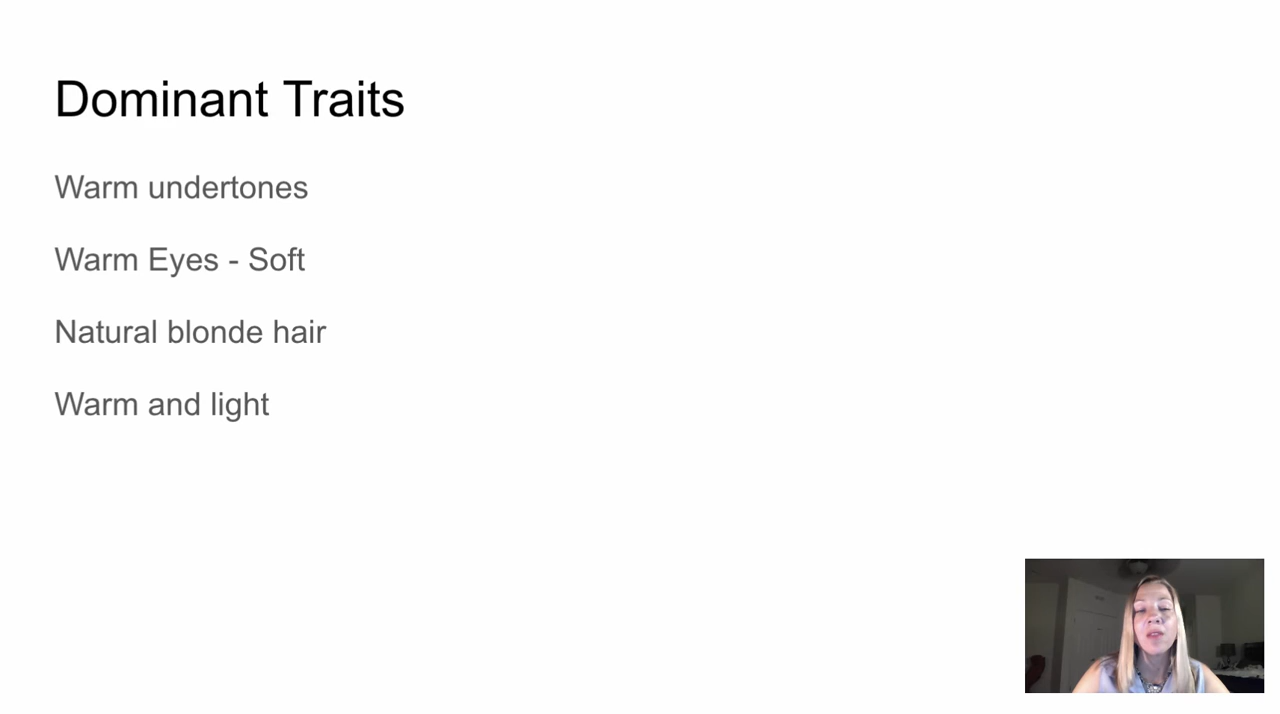 Dominant Traits
Warm undertones
Warm Eyes - Soft
Natural blonde hair
Warm and light